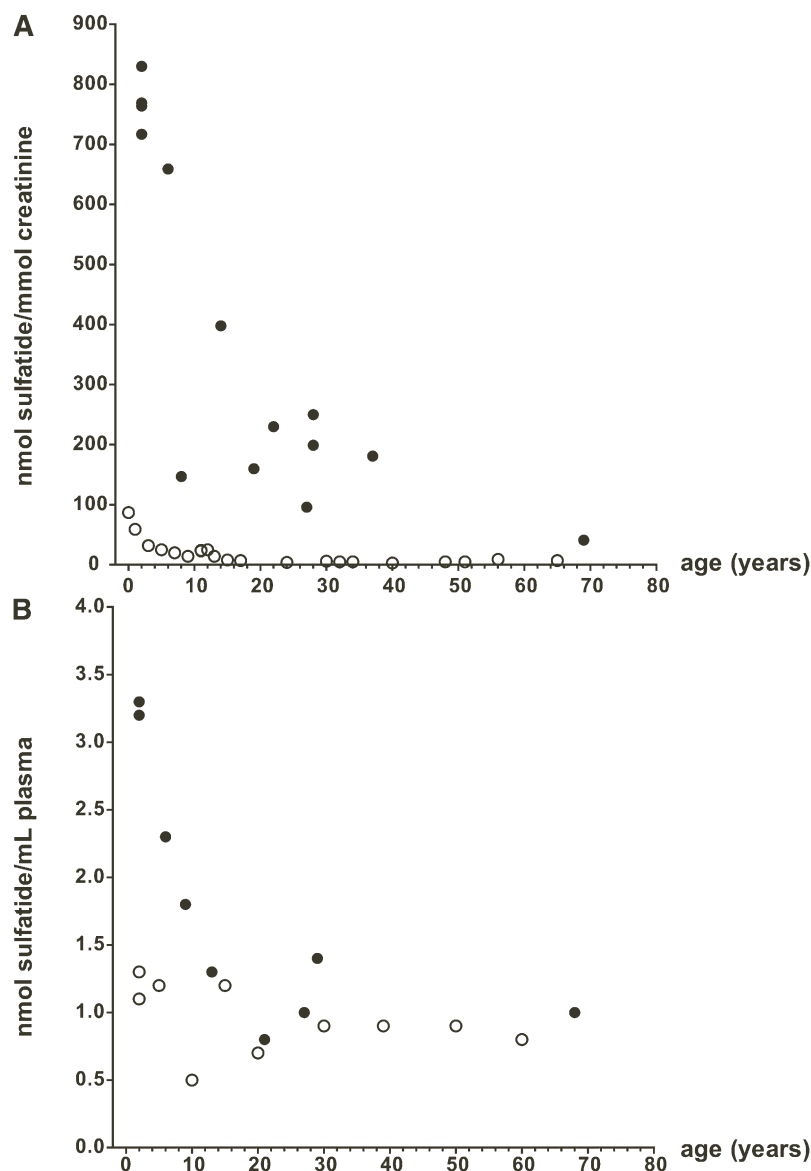 A
nmol sulfatide/mmol creatinine
900
800
700
600
500
400
300
200
100
0
0 10 20 30 40 50 60 70 80
age (years)
B
nmol sulfatide/mL plasma
4.0
3.5
3.0
2.5
2.0
1.5
1.0
0.5
0.0
0 10 20 30 40 50 60 70 80
age (years)